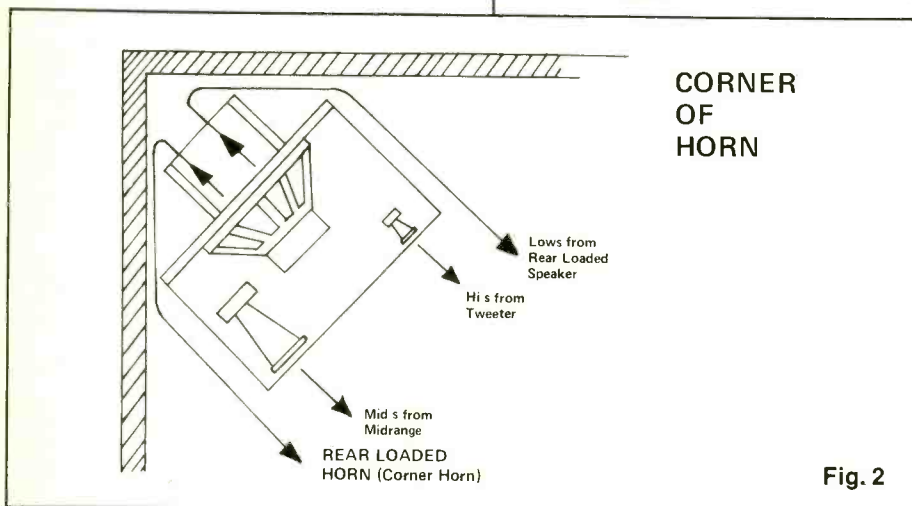 CORNER
OF
HORN
Lows from
Rear Loaded
Speaker
Hi s from
Tweeter
Mid s from
Midrange
REAR LOADED
HORN (Corner Horn)
Fig. 2